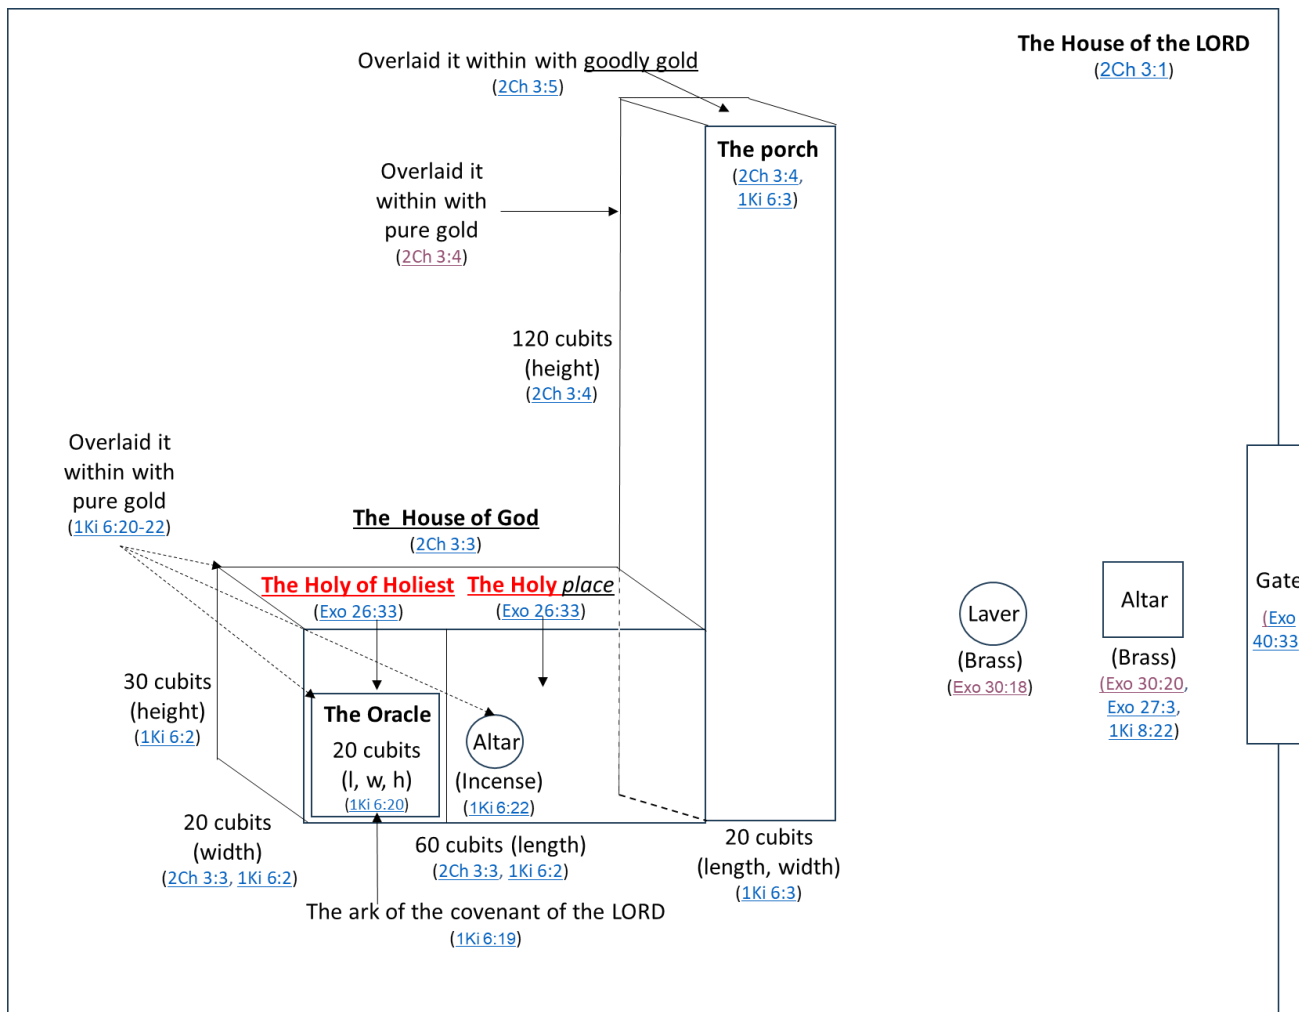 The House of the LORD
(2Ch 3:1)
Overlaid it within with goodly gold
(2Ch 3:5)
The porch
(2Ch 3:4,
1Ki 6:3)
Overlaid it
within with
pure gold
(2Ch 3:4)
120 cubits
(height)
(2Ch 3:4)
Overlaid it
within with
pure gold
(1Ki 6:20-22)
The House of God
(2Ch 3:3)
The Holy of Holiest
(Exo 26:33)
The Holy place
(Exo 26:33)
30 cubits
(height)
(1Ki 6:2)
The Oracle
20 cubits
(l, w, h)
(1Ki 6:20)
Altar
(Incense)
(1Ki 6:22)
20 cubits
(width)
(2Ch 3:3, 1Ki 6:2)
60 cubits (length)
(2Ch 3:3, 1Ki 6:2)
20 cubits
(length, width)
(1Ki 6:3)
The ark of the covenant of the LORD
(1Ki 6:19)
Laver
(Brass)
(Exo 30:18)
Altar
(Brass)
(Exo 30:20,
Exo 27:3,
1Ki 8:22)
Gate
(Exo
40:33